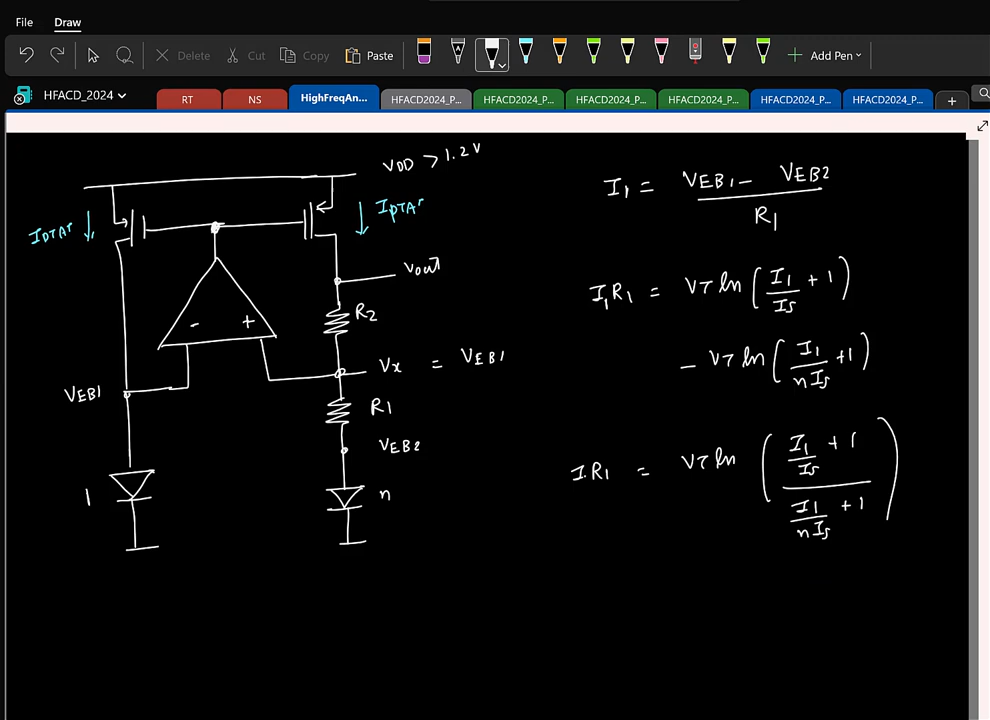 File Draw
Delete Cut Copy Paste A Add Pen
HFACD_2024 RT NS HighFreqAn... HFACD2024_P... HFACD2024_P... HFACD2024_P... HFACD2024_P... HFACD2024_P... HFACD2024_P...
VDD > 1.2V
IPTAT
IPTAT
Vout
R2
- +
Vx = VEB1
VEB1
R1
VEB2
1
n
I1 = VEB1 - VEB2
R1
I1R1 = VT ln ( I1/Is + 1 )
- VT ln ( I1/nIs + 1 )
I1R1 = VT ln ( I1/Is + 1
I1/nIs + 1 )